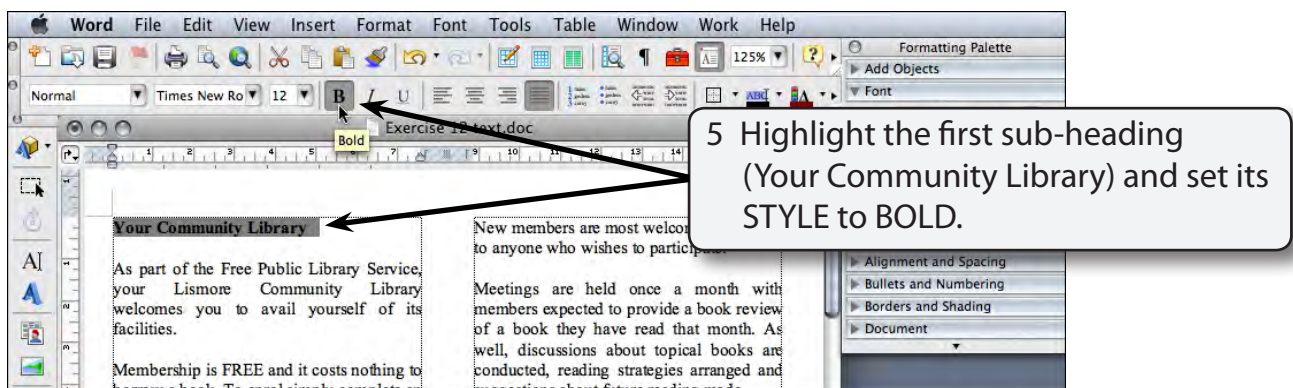 Word File Edit View Insert Format Font Tools Table Window Work Help
125%
Formatting Palette
Add Objects
Normal Times New Ro 12 B I U ABC A
Font
Bold
Exercise 12 text.doc
5 Highlight the first sub-heading
(Your Community Library) and set its
STYLE to BOLD.
Your Community Library
As part of the Free Public Library Service,
your Lismore Community Library
welcomes you to avail yourself of its
facilities.
Membership is FREE and it costs nothing to
New members are most
to anyone who wishes to
Meetings are held once a month with
members expected to provide a book review
of a book they have read that month. As
well, discussions about topical books are
conducted, reading strategies arranged and
Alignment and Spacing
Bullets and Numbering
Borders and Shading
Document